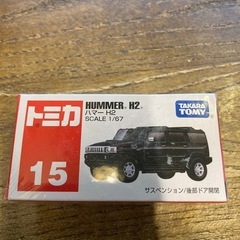 トミカ
15
HUMMER® H2®
ハマー H2
SCALE 1/67
TAKARA
TOMY
サスペンション/後部ドア開閉